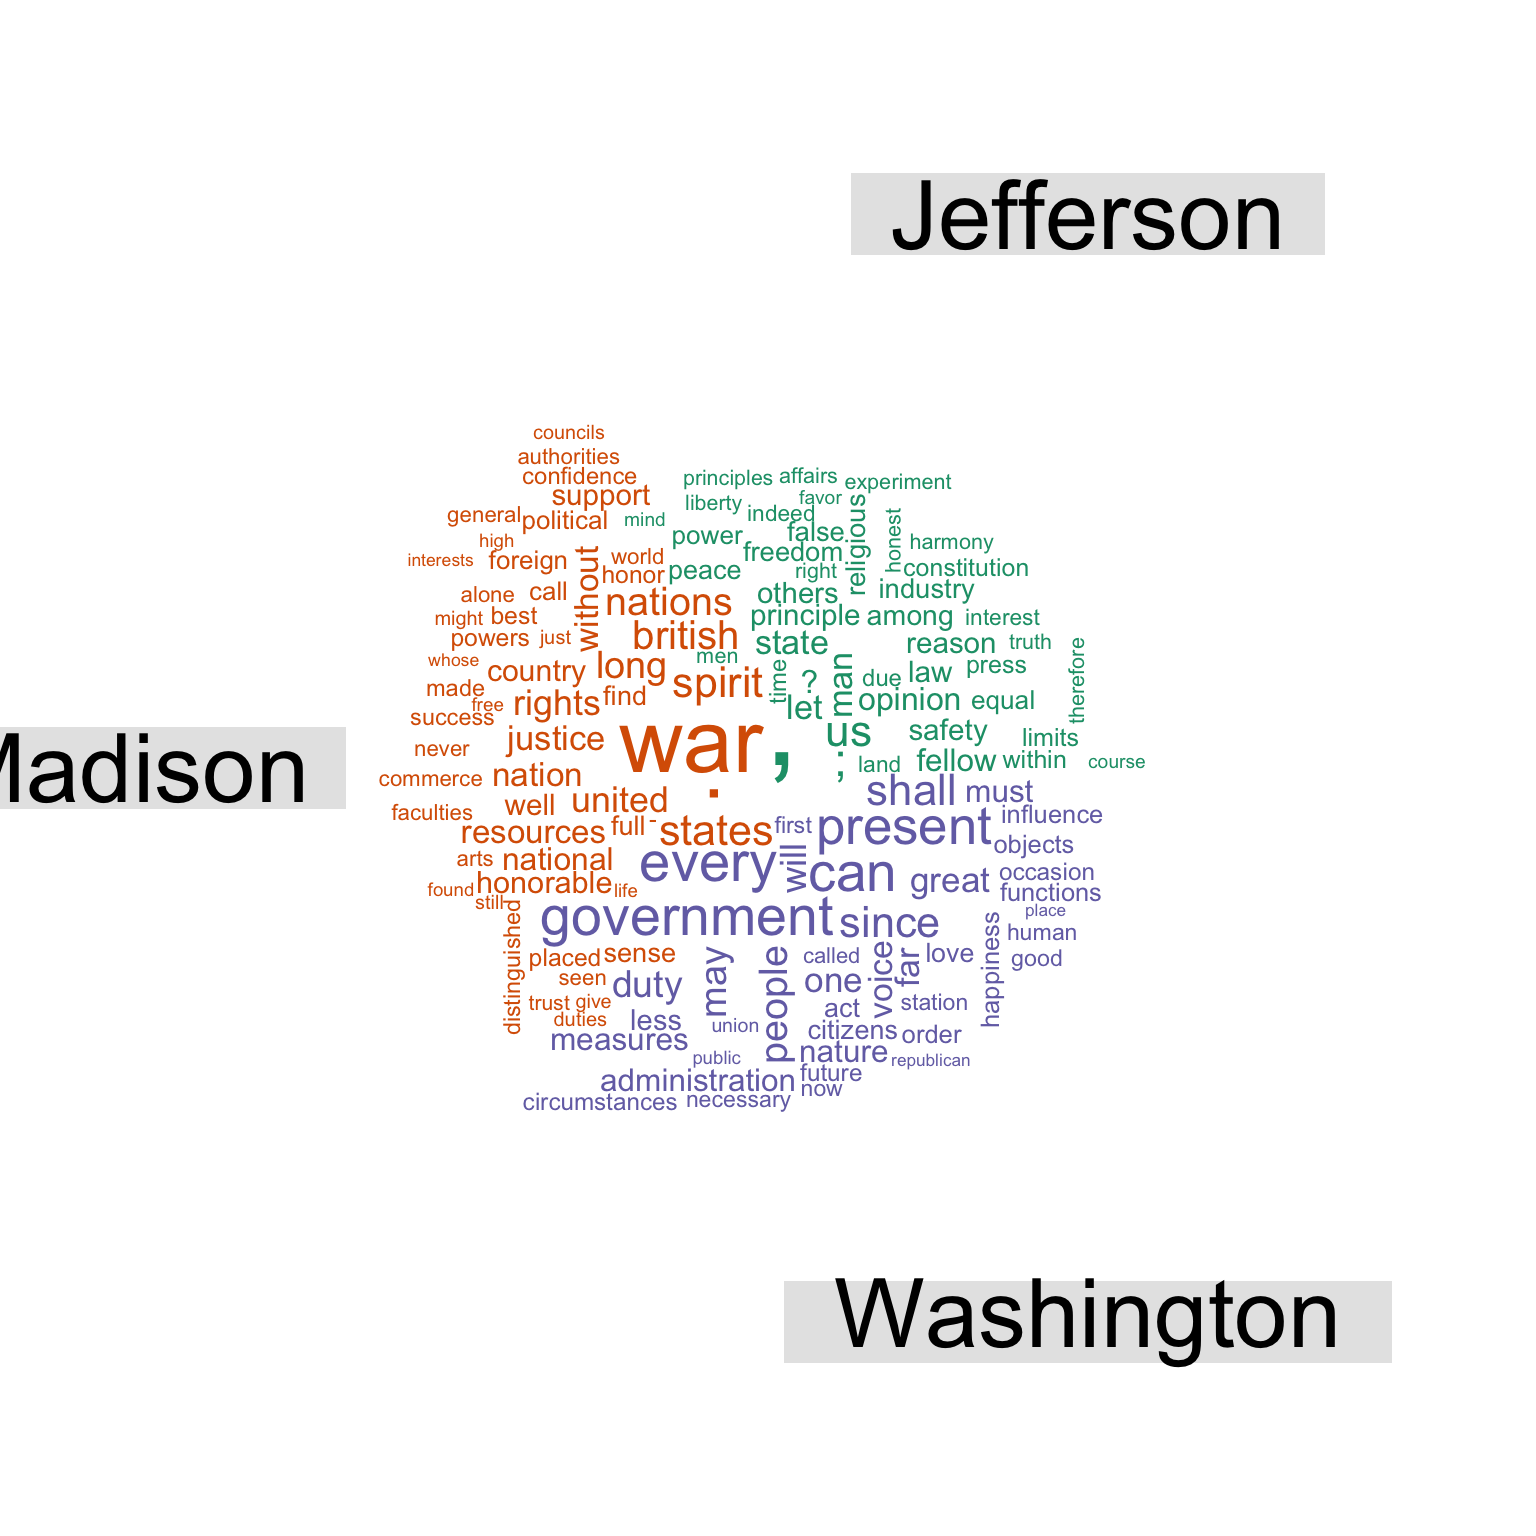 Jefferson
councils
authorities
confidence
principles affairs experiment
support
liberty favor religious
general political mind indeed honest
power false
high harmony
interests foreign without world freedom
honor peace right constitution
alone call others industry
nations
might best principle among interest
powers just british state reason truth therefore
whose long men man
country spirit time ? due law press
made find
free rights let opinion equal
success
justice war , us safety limits
never
Madison
commerce nation ; land fellow within course
faculties well united . shall must
resources full - states first present influence
objects
arts national every will can great occasion
honorable life functions
found
still government since place
distinguished happiness human
placed sense may people called voice far love good
seen duty one
trust give act station
duties less union citizens order
measures public nature republican
administration future
circumstances necessary now
Washington